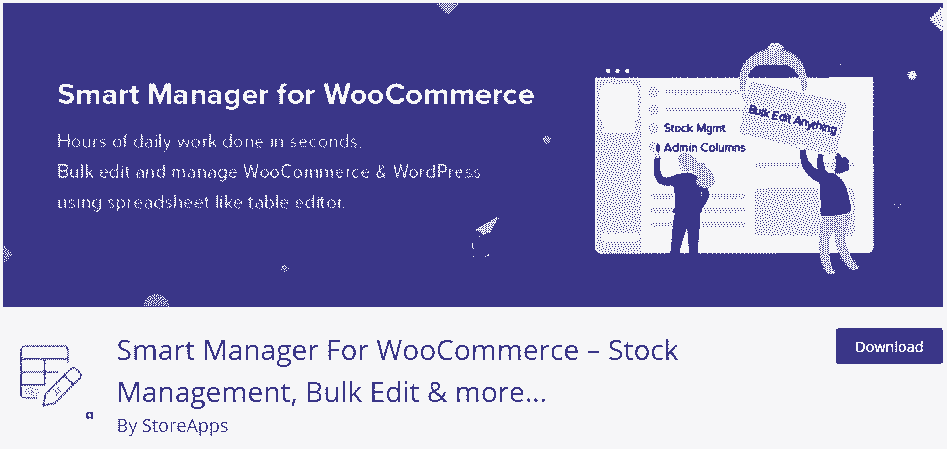 Smart Manager for WooCommerce
Hours of daily work done in seconds.
Bulk edit and manage WooCommerce & WordPress
using spreadsheet like table editor.
Bulk Edit Anything
Stock Mgmt
Admin Columns
Smart Manager For WooCommerce – Stock
Management, Bulk Edit & more...
By StoreApps
Download